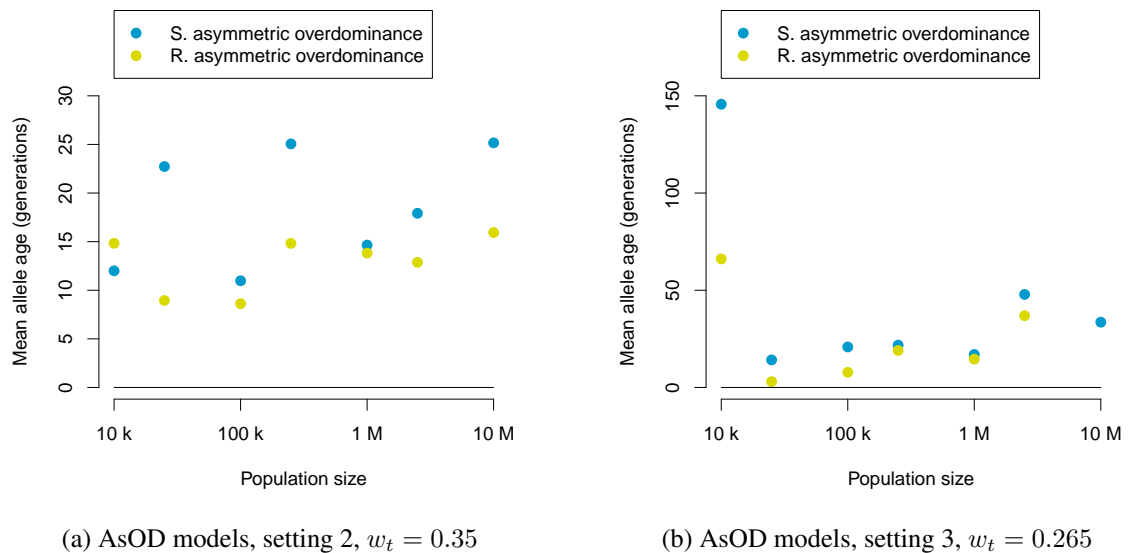 S. asymmetric overdominance
R. asymmetric overdominance
Mean allele age (generations)
30
25
20
15
10
5
0
10 k
100 k
1 M
10 M
Population size
(a) AsOD models, setting 2, w_t = 0.35
S. asymmetric overdominance
R. asymmetric overdominance
Mean allele age (generations)
150
100
50
0
10 k
100 k
1 M
10 M
Population size
(b) AsOD models, setting 3, w_t = 0.265